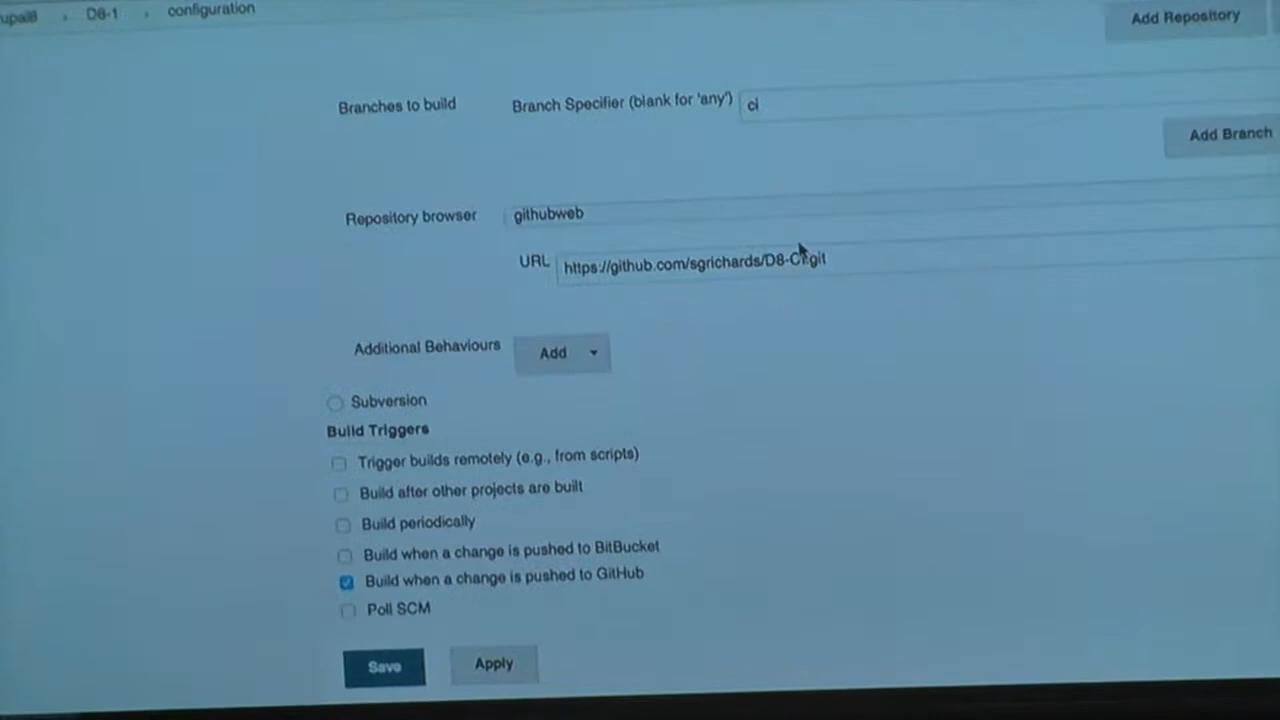 upal8 › D8-1 › configuration
Add Repository
Branches to build Branch Specifier (blank for 'any') ci
Add Branch
Repository browser githubweb
URL https://github.com/sgrichards/D8-CI.git
Additional Behaviours Add
Subversion
Build Triggers
Trigger builds remotely (e.g., from scripts)
Build after other projects are built
Build periodically
Build when a change is pushed to BitBucket
Build when a change is pushed to GitHub
Poll SCM
Save Apply